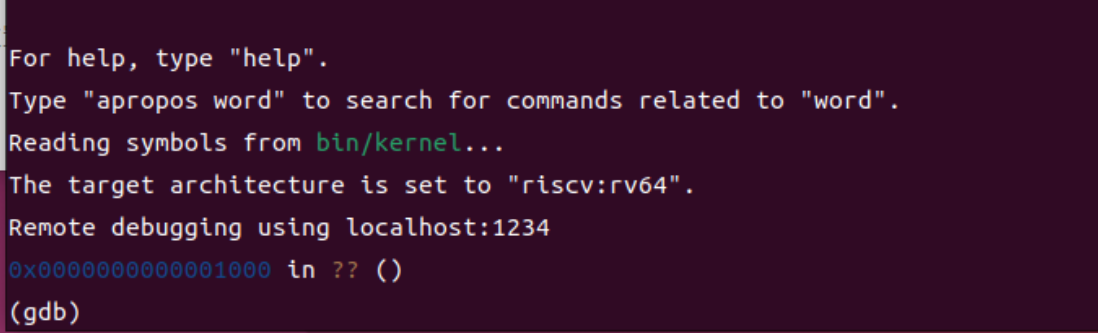 For help, type "help".
Type "apropos word" to search for commands related to "word".
Reading symbols from bin/kernel...
The target architecture is set to "riscv:rv64".
Remote debugging using localhost:1234
0x0000000000001000 in ?? ()
(gdb)